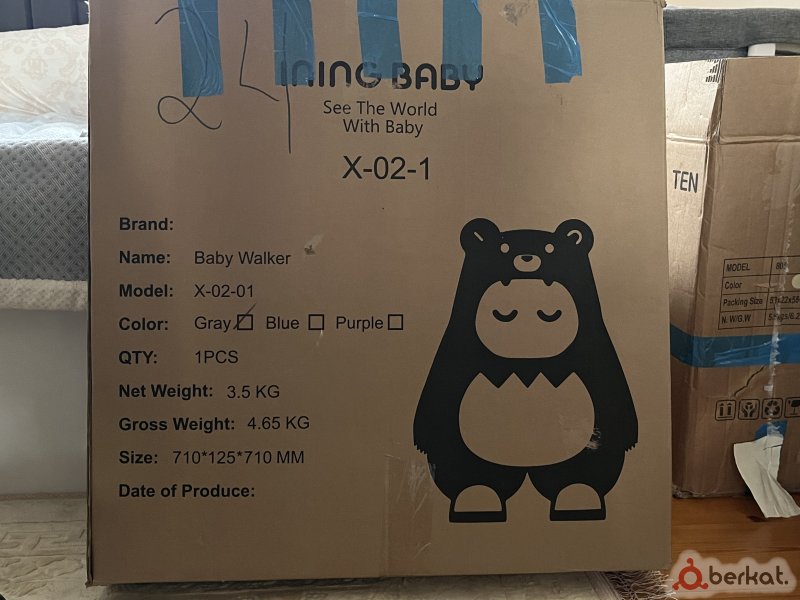 24
INING BABY
See The World
With Baby
X-02-1
Brand:
Name: Baby Walker
Model: X-02-01
Color: Gray Blue Purple
QTY: 1PCS
Net Weight: 3.5 KG
Gross Weight: 4.65 KG
Size: 710*125*710 MM
Date of Produce:
TEN
MODEL
Color
Packing Size
N. W/G.W
berkat.